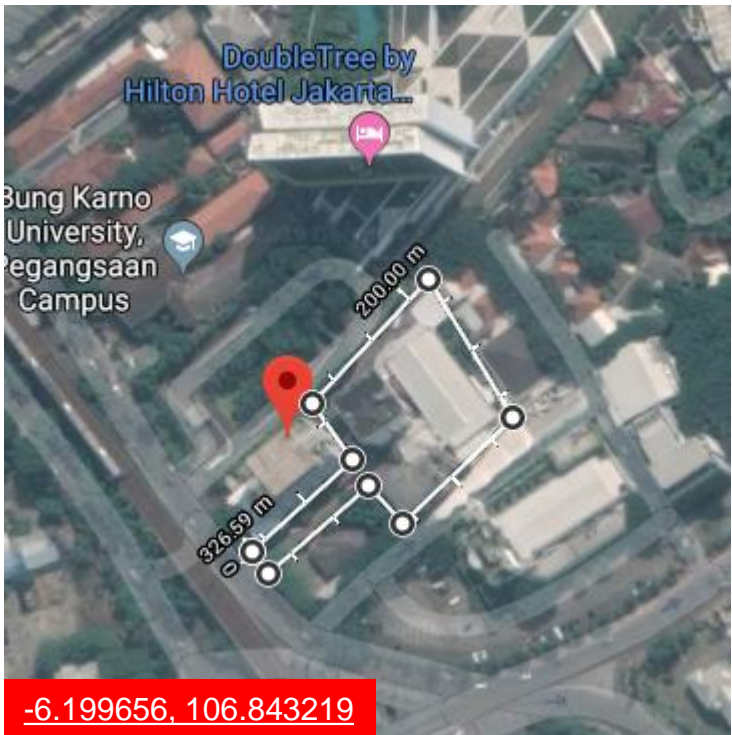 DoubleTree by
Hilton Hotel Jakarta...
Bung Karno
University,
Pegangsaan
Campus
200.00 m
326.59 m
0
-6.199656, 106.843219